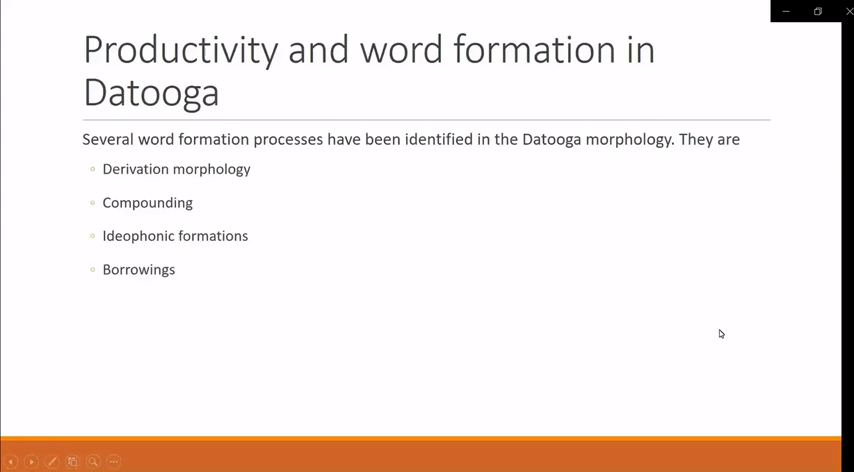 Productivity and word formation in
Datooga
Several word formation processes have been identified in the Datooga morphology. They are
Derivation morphology
Compounding
Ideophonic formations
Borrowings